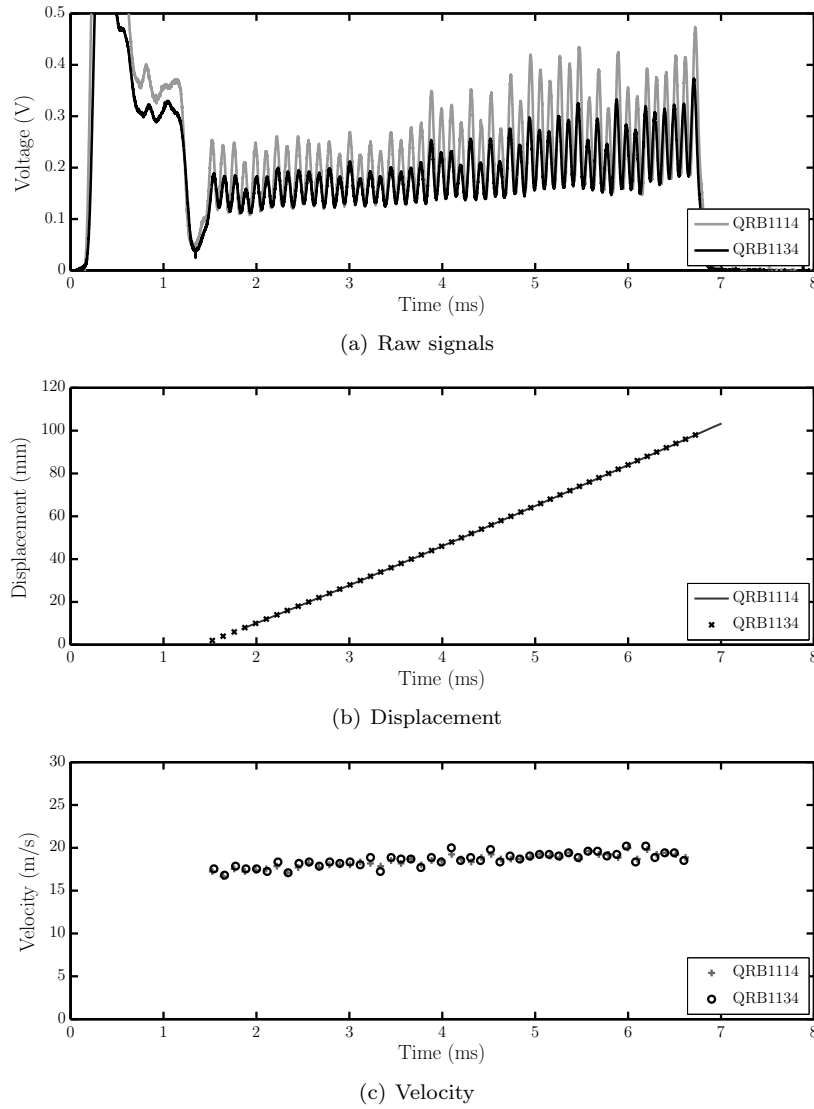 0.5
0.4
0.3
0.2
0.1
0
Voltage (V)
QRB1114
QRB1134
0 1 2 3 4 5 6 7 8
Time (ms)
(a) Raw signals
120
100
80
60
40
20
0
Displacement (mm)
QRB1114
QRB1134
0 1 2 3 4 5 6 7 8
Time (ms)
(b) Displacement
30
25
20
15
10
5
0
Velocity (m/s)
QRB1114
QRB1134
0 1 2 3 4 5 6 7 8
Time (ms)
(c) Velocity